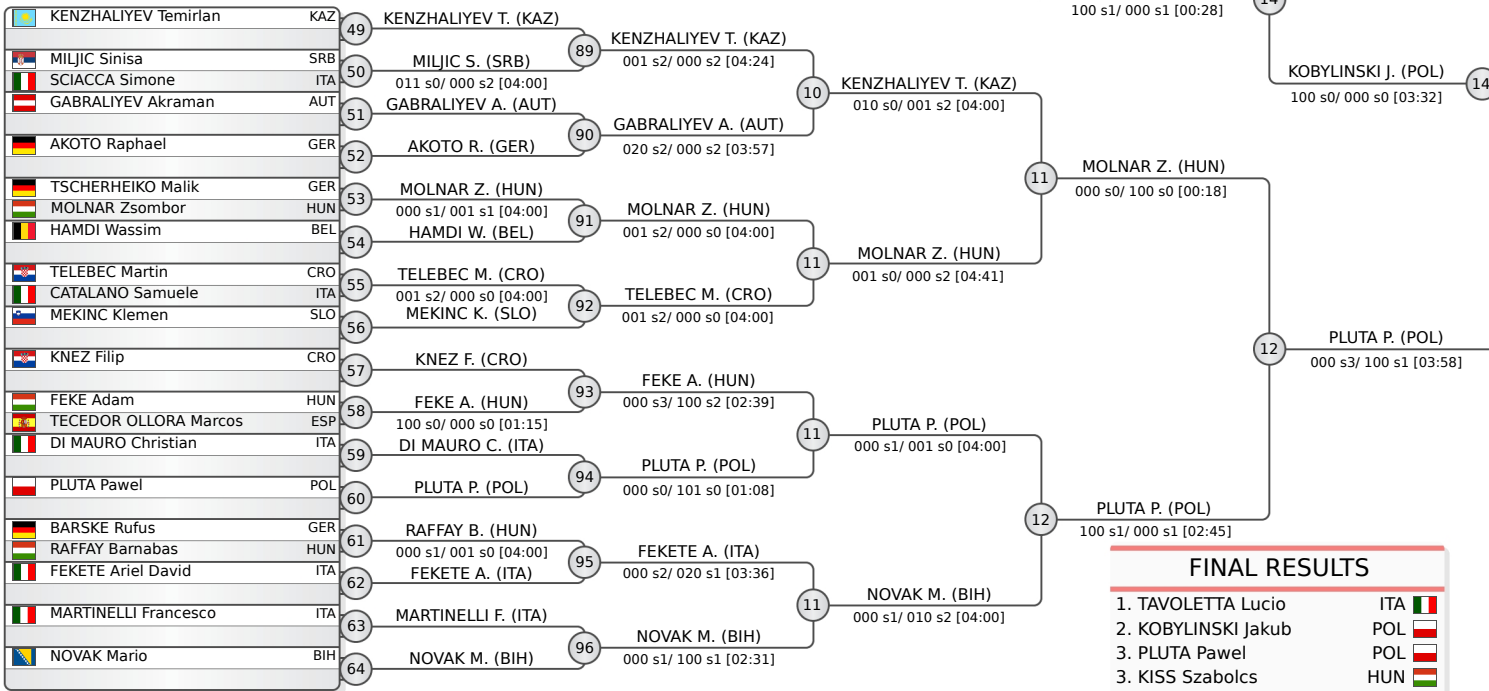 KENZHALIYEV Temirlan KAZ
MILJIC Sinisa SRB
SCIACCA Simone ITA
GABRALIYEV Akraman AUT
AKOTO Raphael GER
TSCHERHEIKO Malik GER
MOLNAR Zsombor HUN
HAMDI Wassim BEL
TELEBEC Martin CRO
CATALANO Samuele ITA
MEKINC Klemen SLO
KNEZ Filip CRO
FEKE Adam HUN
TECEDOR OLLORA Marcos ESP
DI MAURO Christian ITA
PLUTA Pawel POL
BARSKE Rufus GER
RAFFAY Barnabas HUN
FEKETE Ariel David ITA
MARTINELLI Francesco ITA
NOVAK Mario BIH
49
50
51
52
53
54
55
56
57
58
59
60
61
62
63
64
KENZHALIYEV T. (KAZ)
MILJIC S. (SRB)
011 s0/ 000 s2 [04:00]
GABRALIYEV A. (AUT)
AKOTO R. (GER)
MOLNAR Z. (HUN)
000 s1/ 001 s1 [04:00]
HAMDI W. (BEL)
TELEBEC M. (CRO)
001 s2/ 000 s0 [04:00]
MEKINC K. (SLO)
KNEZ F. (CRO)
FEKE A. (HUN)
100 s0/ 000 s0 [01:15]
DI MAURO C. (ITA)
PLUTA P. (POL)
RAFFAY B. (HUN)
000 s1/ 001 s0 [04:00]
FEKETE A. (ITA)
MARTINELLI F. (ITA)
NOVAK M. (BIH)
89
90
91
92
93
94
95
96
KENZHALIYEV T. (KAZ)
001 s2/ 000 s2 [04:24]
GABRALIYEV A. (AUT)
020 s2/ 000 s2 [03:57]
MOLNAR Z. (HUN)
001 s2/ 000 s0 [04:00]
TELEBEC M. (CRO)
001 s2/ 000 s0 [04:00]
FEKE A. (HUN)
000 s3/ 100 s2 [02:39]
PLUTA P. (POL)
000 s0/ 101 s0 [01:08]
FEKETE A. (ITA)
000 s2/ 020 s1 [03:36]
NOVAK M. (BIH)
000 s1/ 100 s1 [02:31]
10
11
11
11
KENZHALIYEV T. (KAZ)
010 s0/ 001 s2 [04:00]
MOLNAR Z. (HUN)
001 s0/ 000 s2 [04:41]
PLUTA P. (POL)
000 s1/ 001 s0 [04:00]
NOVAK M. (BIH)
000 s1/ 010 s2 [04:00]
11
12
100 s1/ 000 s1 [00:28]
MOLNAR Z. (HUN)
000 s0/ 100 s0 [00:18]
PLUTA P. (POL)
100 s1/ 000 s1 [02:45]
14
12
KOBYLINSKI J. (POL)
100 s0/ 000 s0 [03:32]
PLUTA P. (POL)
000 s3/ 100 s1 [03:58]
14
FINAL RESULTS
1. TAVOLETTA Lucio ITA
2. KOBYLINSKI Jakub POL
3. PLUTA Pawel POL
3. KISS Szabolcs HUN